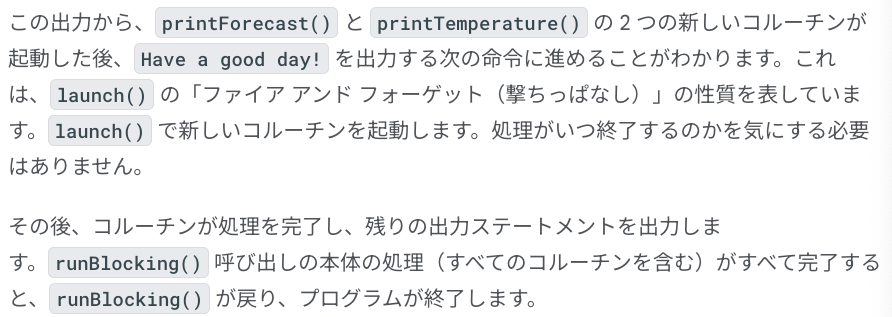 この出力から、printForecast() と printTemperature() の 2 つの新しいコルーチンが
起動した後、Have a good day! を出力する次の命令に進めることがわかります。これ
は、launch() の「ファイア アンド フォーゲット（撃ちっぱなし）」の性質を表していま
す。launch() で新しいコルーチンを起動します。処理がいつ終了するのかを気にする必要
はありません。
その後、コルーチンが処理を完了し、残りの出力ステートメントを出力しま
す。runBlocking() 呼び出しの本体の処理（すべてのコルーチンを含む）がすべて完了する
と、runBlocking() が戻り、プログラムが終了します。